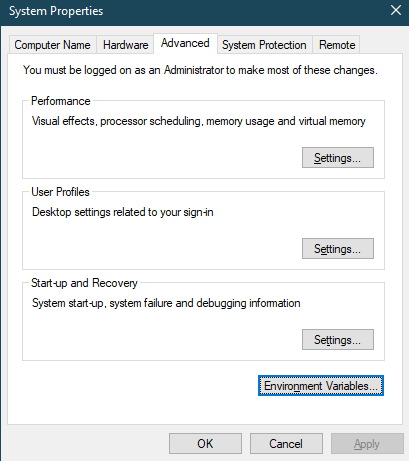 System Properties
Computer Name Hardware Advanced System Protection Remote
You must be logged on as an Administrator to make most of these changes.
Performance
Visual effects, processor scheduling, memory usage and virtual memory
Settings...
User Profiles
Desktop settings related to your sign-in
Settings...
Start-up and Recovery
System start-up, system failure and debugging information
Settings...
Environment Variables...
OK Cancel Apply